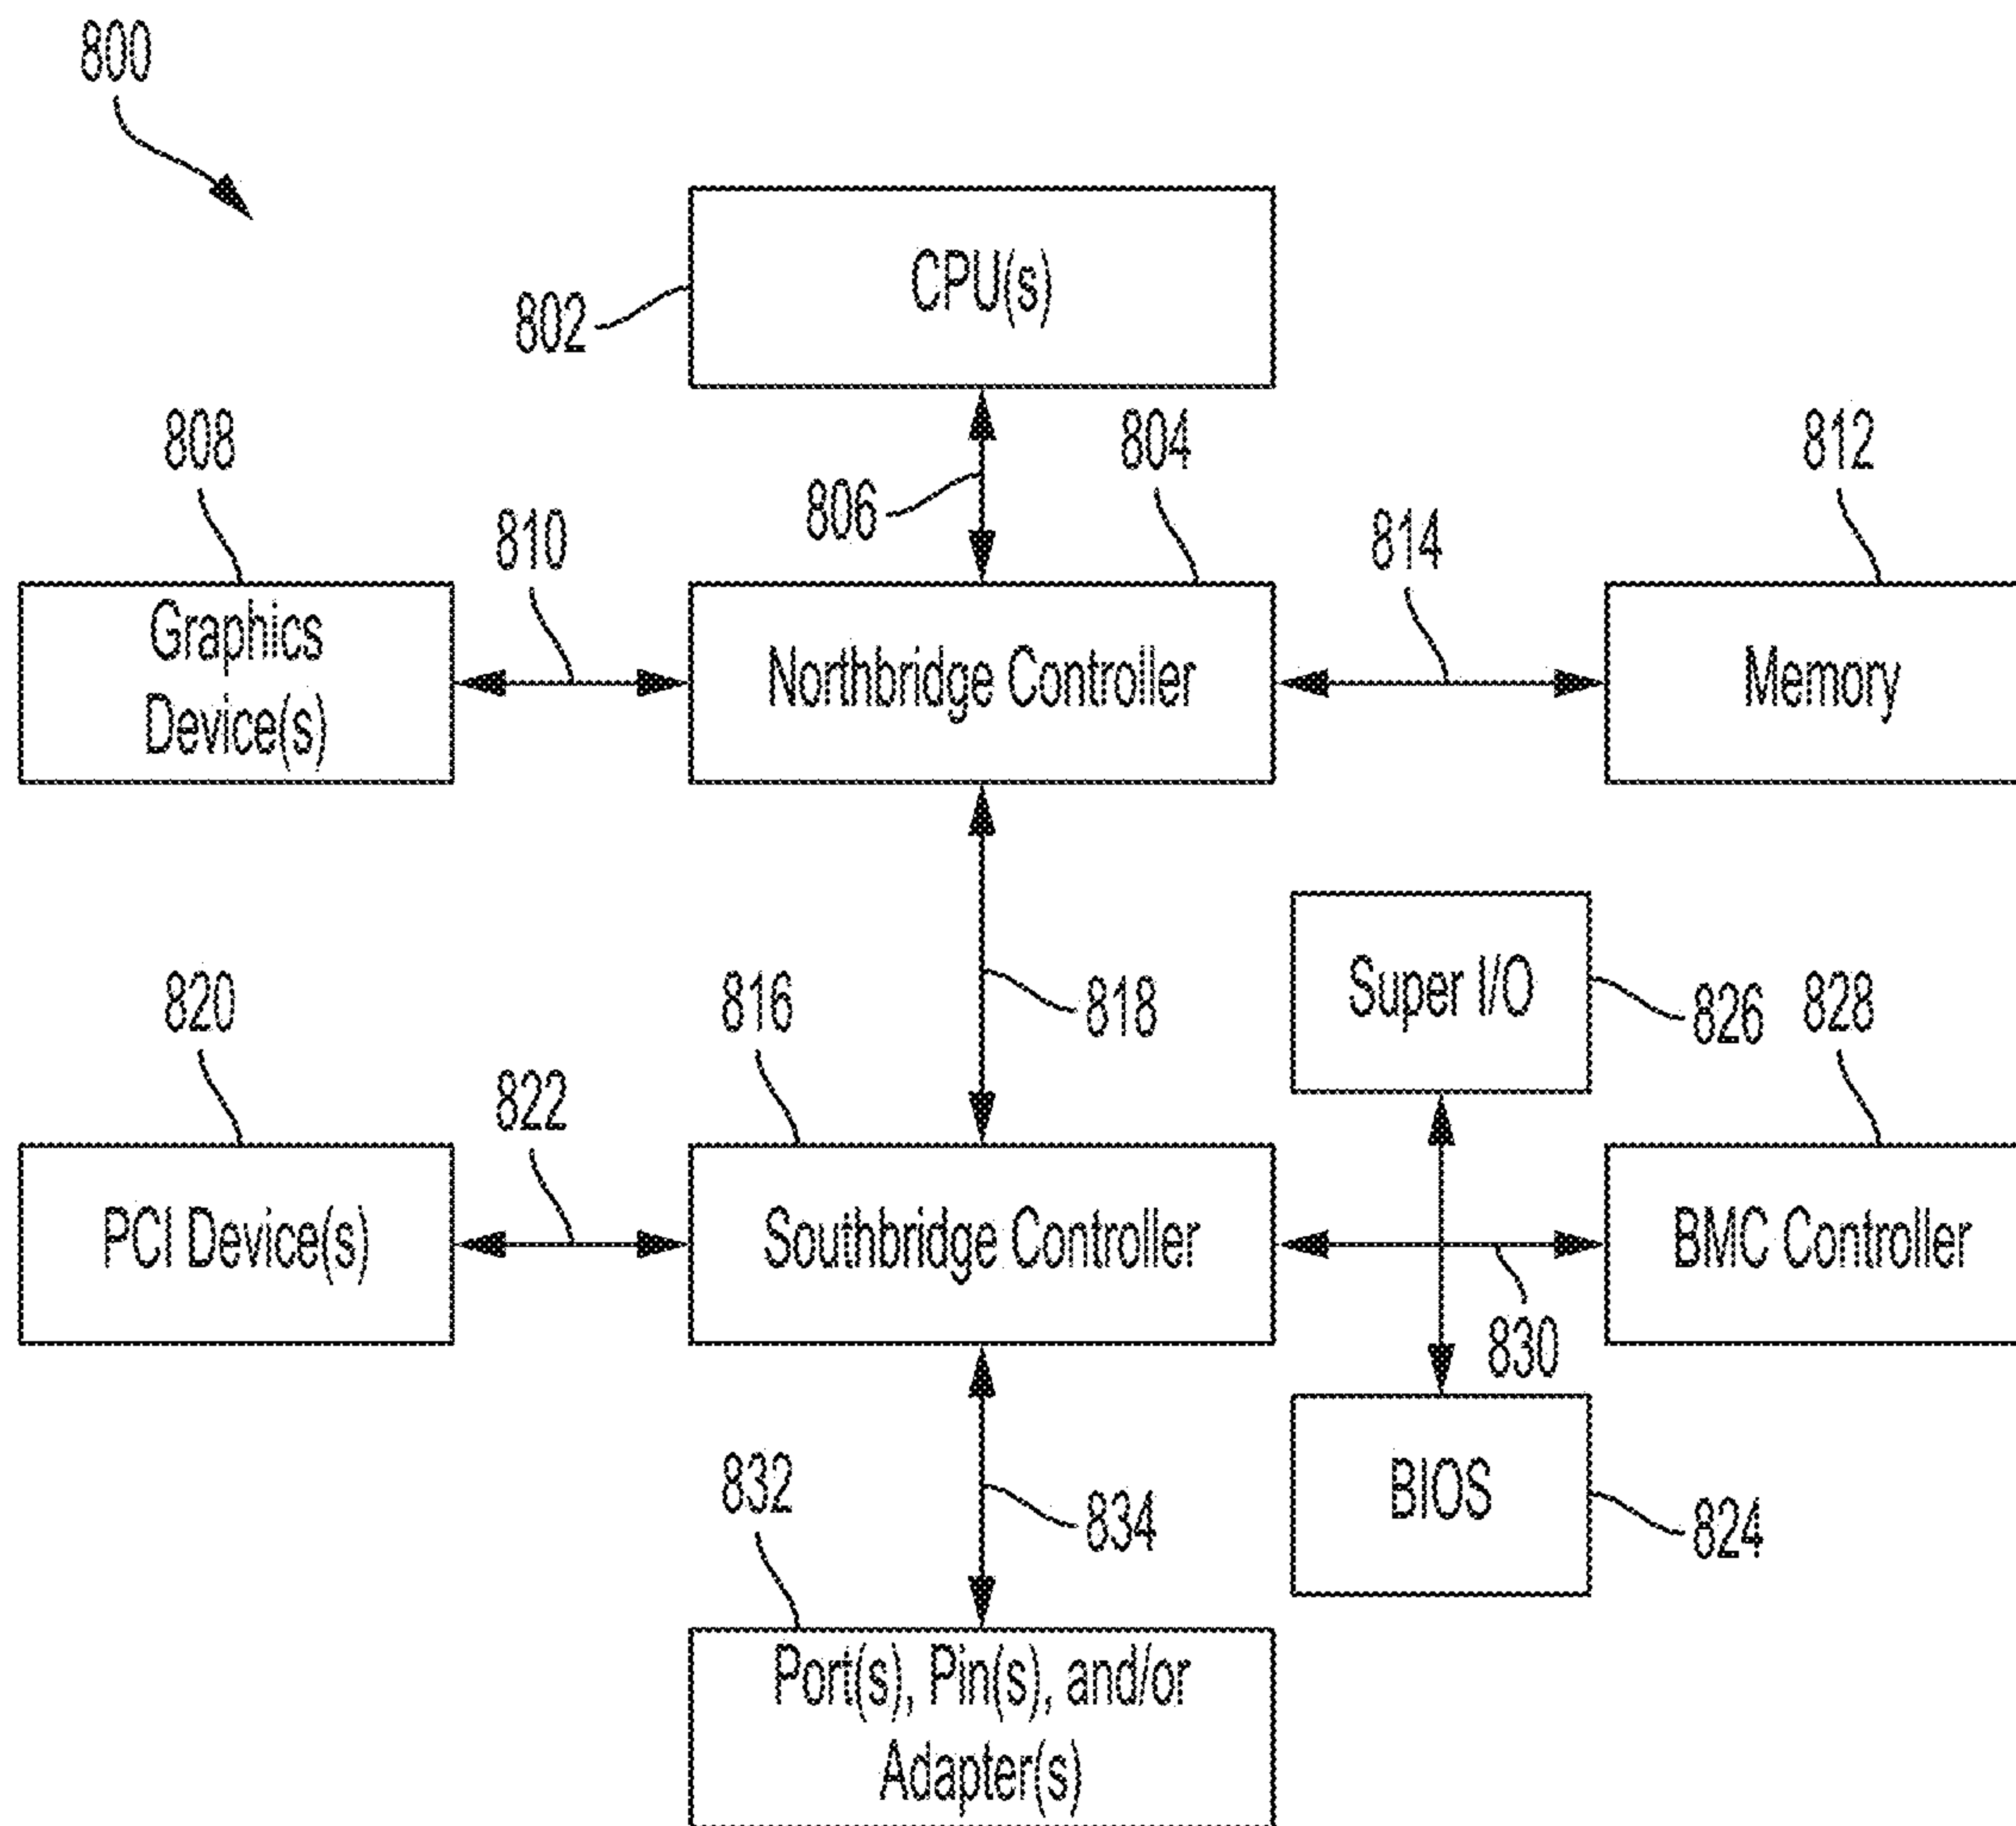 800
CPU(s)
802
808
804
812
806
810
814
Graphics
Device(s)
Northbridge Controller
Memory
818
Super I/O
826
820
816
828
822
PCI Device(s)
Southbridge Controller
BMC Controller
830
BIOS
824
832
834
Port(s), Pin(s), and/or
Adapter(s)